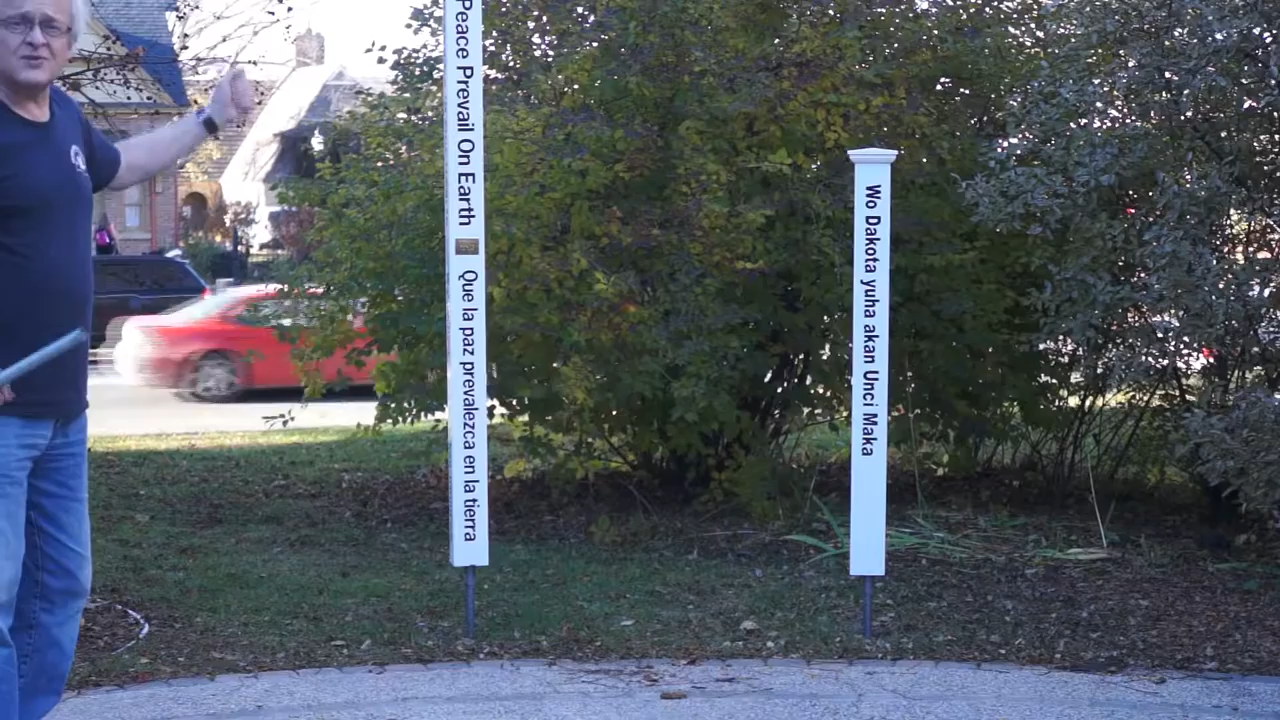 Peace Prevail On Earth
Que la paz prevalezca en la tierra
Wo Dakota yuha akan Unci Maka